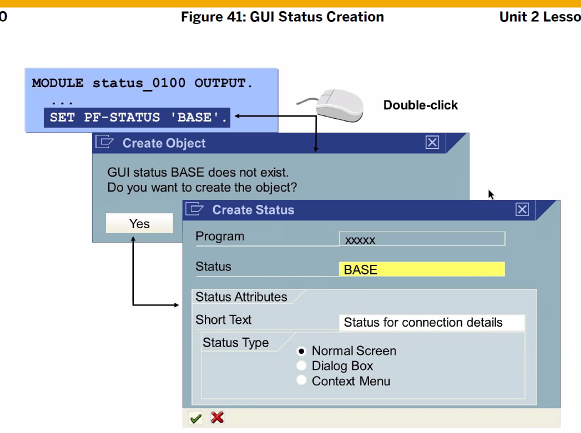 0 Figure 41: GUI Status Creation Unit 2 Lesso
MODULE status_0100 OUTPUT.
...
SET PF-STATUS 'BASE'.
Double-click
Create Object
GUI status BASE does not exist.
Do you want to create the object?
Yes
Create Status
Program xxxxx
Status BASE
Status Attributes
Short Text Status for connection details
Status Type
Normal Screen
Dialog Box
Context Menu